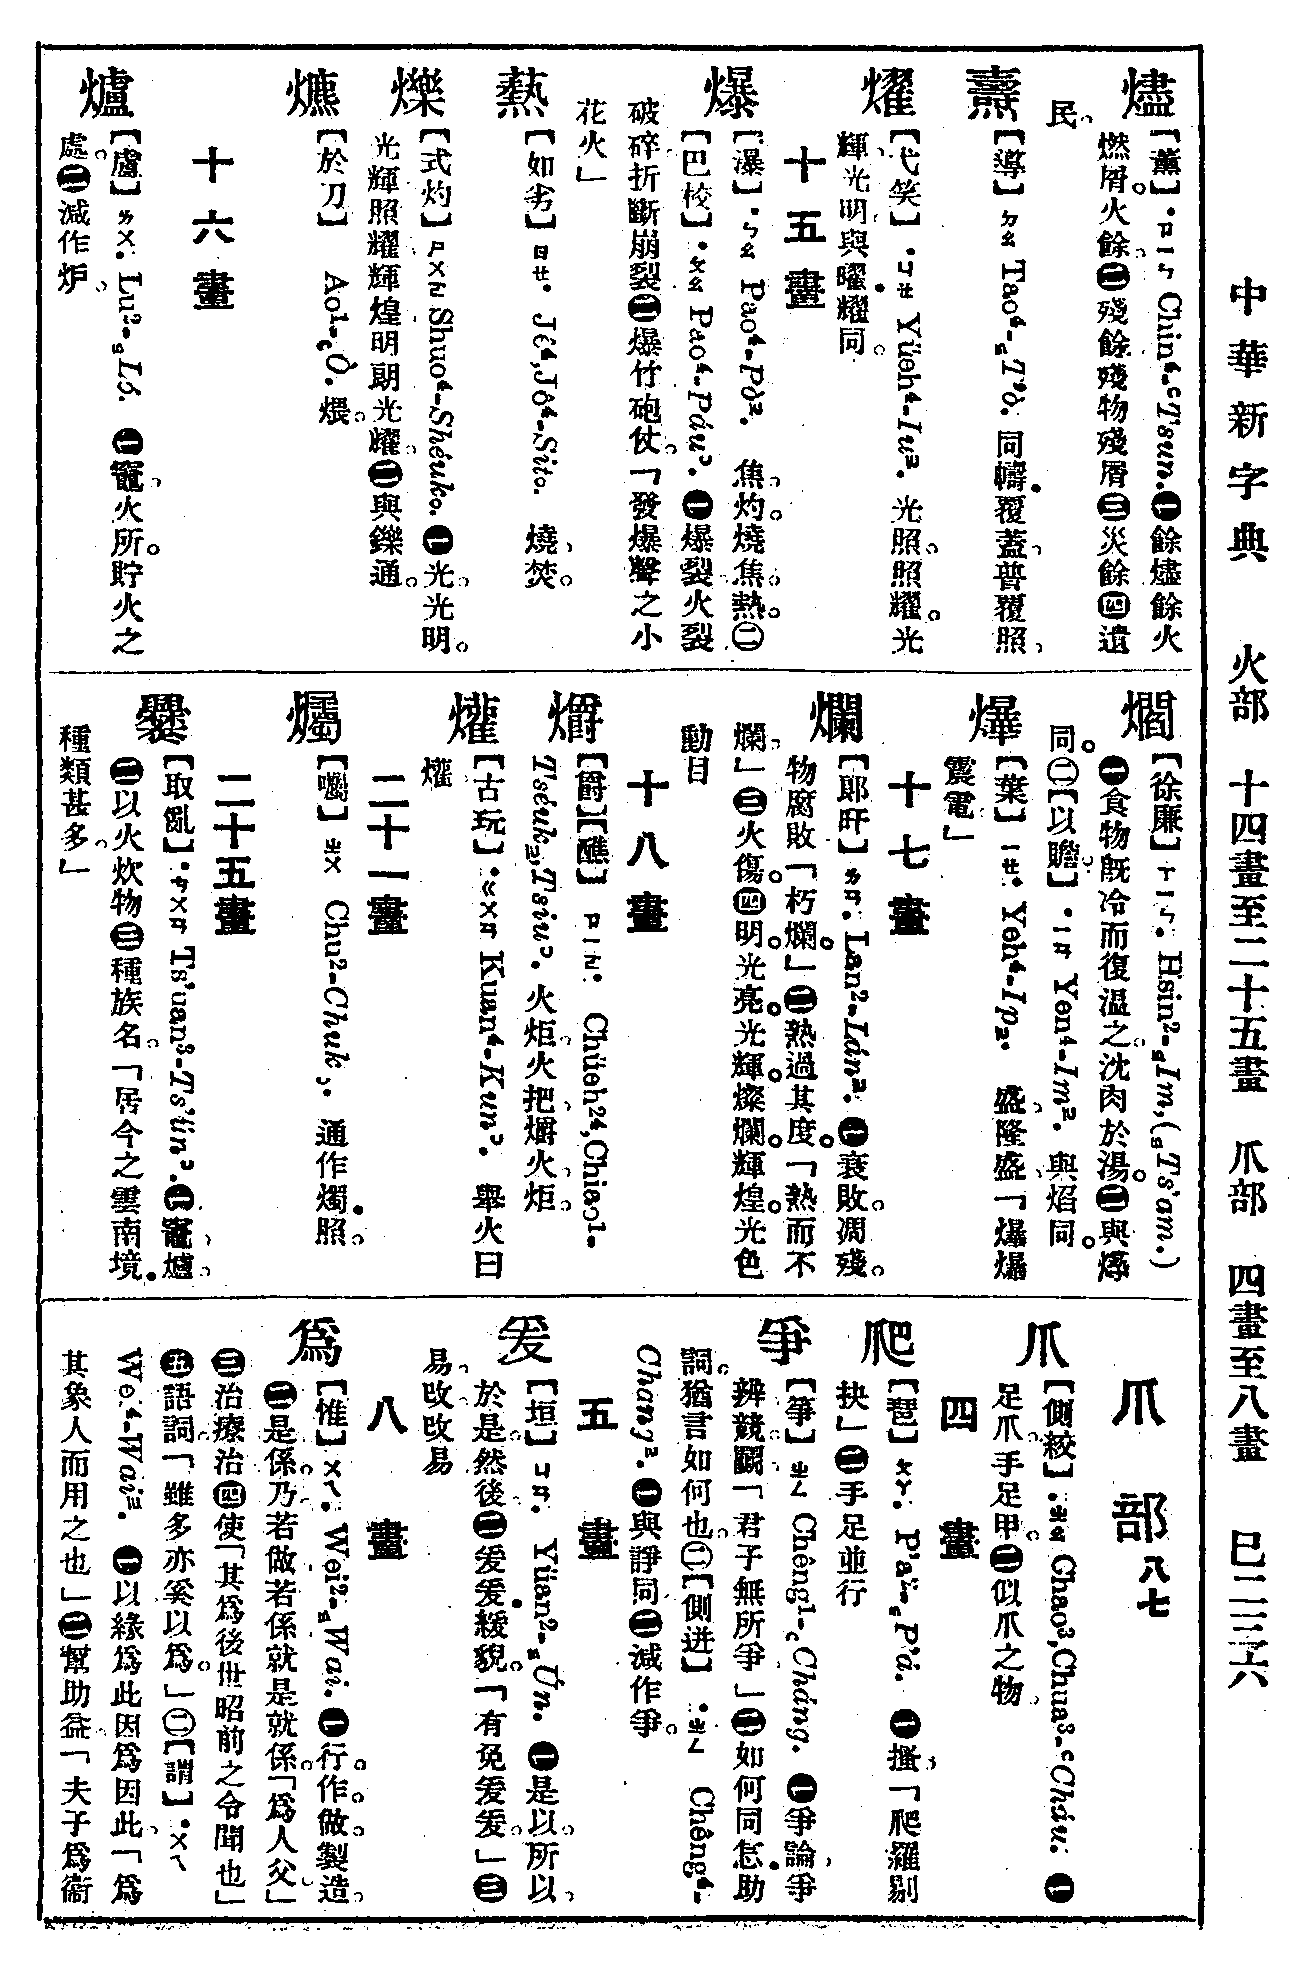 中華新字典 火部 十四畫至二十五畫 爪部 四畫至八畫 巳二三六
燼
【薰】•ㄗㄧㄣ Chin⁴-ᶜTsun. ㊀餘燼餘火
燃屑。火餘㊁殘餘殘物殘屑㊂災餘㊃遺
民。
燾
【導】ㄉㄠ Tao⁴-₌T'ò. 同幬覆蓋、普覆照、
燿
【弋笑】•ㄩㄝ Yüeh⁴-Iu². 光照。照耀。光
輝光明與曜耀同。
十五畫
爆
【瀑】•ㄅㄠ Pao⁴-Pò². 焦灼。燒焦。熱。㊁
【巴校】•ㄆㄠ Pao⁴-Páu⁾. ㊀爆裂火裂
破碎折斷崩裂㊁爆竹砲仗。「發爆聲之小
花火」
爇
【如劣】ㄖㄝ. Jê⁴, Jô⁴-Sito. 燒、焚。
爍
【式灼】ㄕㄨㄛ Shuo⁴-Shéuko. ㊀光。光明。
光輝照耀輝煌明朗光耀。㊁與鑠通。
爊
【於刀】 Ao¹-꜀Ò. 煨。
十六畫
爐
【盧】ㄌㄨ. Lu²-₌Lô. ㊀竈、火所。貯火之
處。㊁減作炉。
爓
【徐廉】ㄒㄧㄣ. Hsin²-₌Im, (₌Ts'am.)
㊀食物旣冷而復溫之。沈肉於湯。㊁與燖
同。㊁【以贍】•ㄧㄢ Yen⁴-Im². 與焰同。
爗
【葉】ㄧㄝ. Yeh⁴-Ip₂. 盛、隆盛、「爗爗
震電」
十七畫
爛
【郎旰】ㄌㄢ. Lan²-Lán². ㊀衰敗。凋殘。
物腐敗「朽爛」㊁熟過其度。「熟而不
爛」㊂火傷。㊃明。光亮。光輝。燦爛。輝煌。光色
動目
十八畫
爝
【爵】【醮】ㄗㄧㄛ. Chüeh²⁴, Chiao¹-
Tséuk₂, Tsiu⁾. 火炬。火把、爝火、炬。
爟
【古玩】•ㄍㄨㄢ Kuan⁴-Kun⁾. 舉火曰
爟
二十一畫
爥
【囑】ㄓㄨ Chu²-Chuk₎. 通作燭照。
二十五畫
爨
【取亂】•ㄘㄨㄢ Ts'uan³-Ts'ün⁾. ㊀竈、爐。
㊁以火炊物㊂種族名。「居今之雲南境
種類甚多。」
爪部 八七
爪
【側絞】•ㄓㄠ Chao³, Chua³-ᶜCháu. ㊀
足爪手足甲。㊁似爪之物、
四畫
爬
【琶】ㄆㄚ. P'a²-₌P'á. ㊀搔「爬羅剔
抉」㊁手足並行
爭
【箏】ㄓㄥ Chêng¹-꜀Cháng. ㊀爭論、爭
辨競鬬「君子無所爭」㊁如何同怎助
詞。猶言如何也。㊁【側迸】•ㄓㄥ Chêng⁴-
Chang². ㊀與諍同㊁減作爭。
五畫
爰
【垣】ㄩㄢ. Yüan²-₌Ün. ㊀是以。所以、
於是。然後。㊁爰爰緩貌。「有兔爰爰。」㊂
易。改改易
八畫
爲
【惟】ㄨㄟ. Wei²-₌Wai. ㊀行。作。做。製造、
㊁是係。乃若做若係就是就係。「爲人父」
㊂治療治㊃使「其爲後世昭前之令聞也」
㊄語詞「雖多亦奚以爲。」㊁【謂】•ㄨㄟ
Wei⁴-Wai². ㊀以緣爲此因爲因此、「爲
其象人而用之也」㊁幫助益。「夫子爲衞